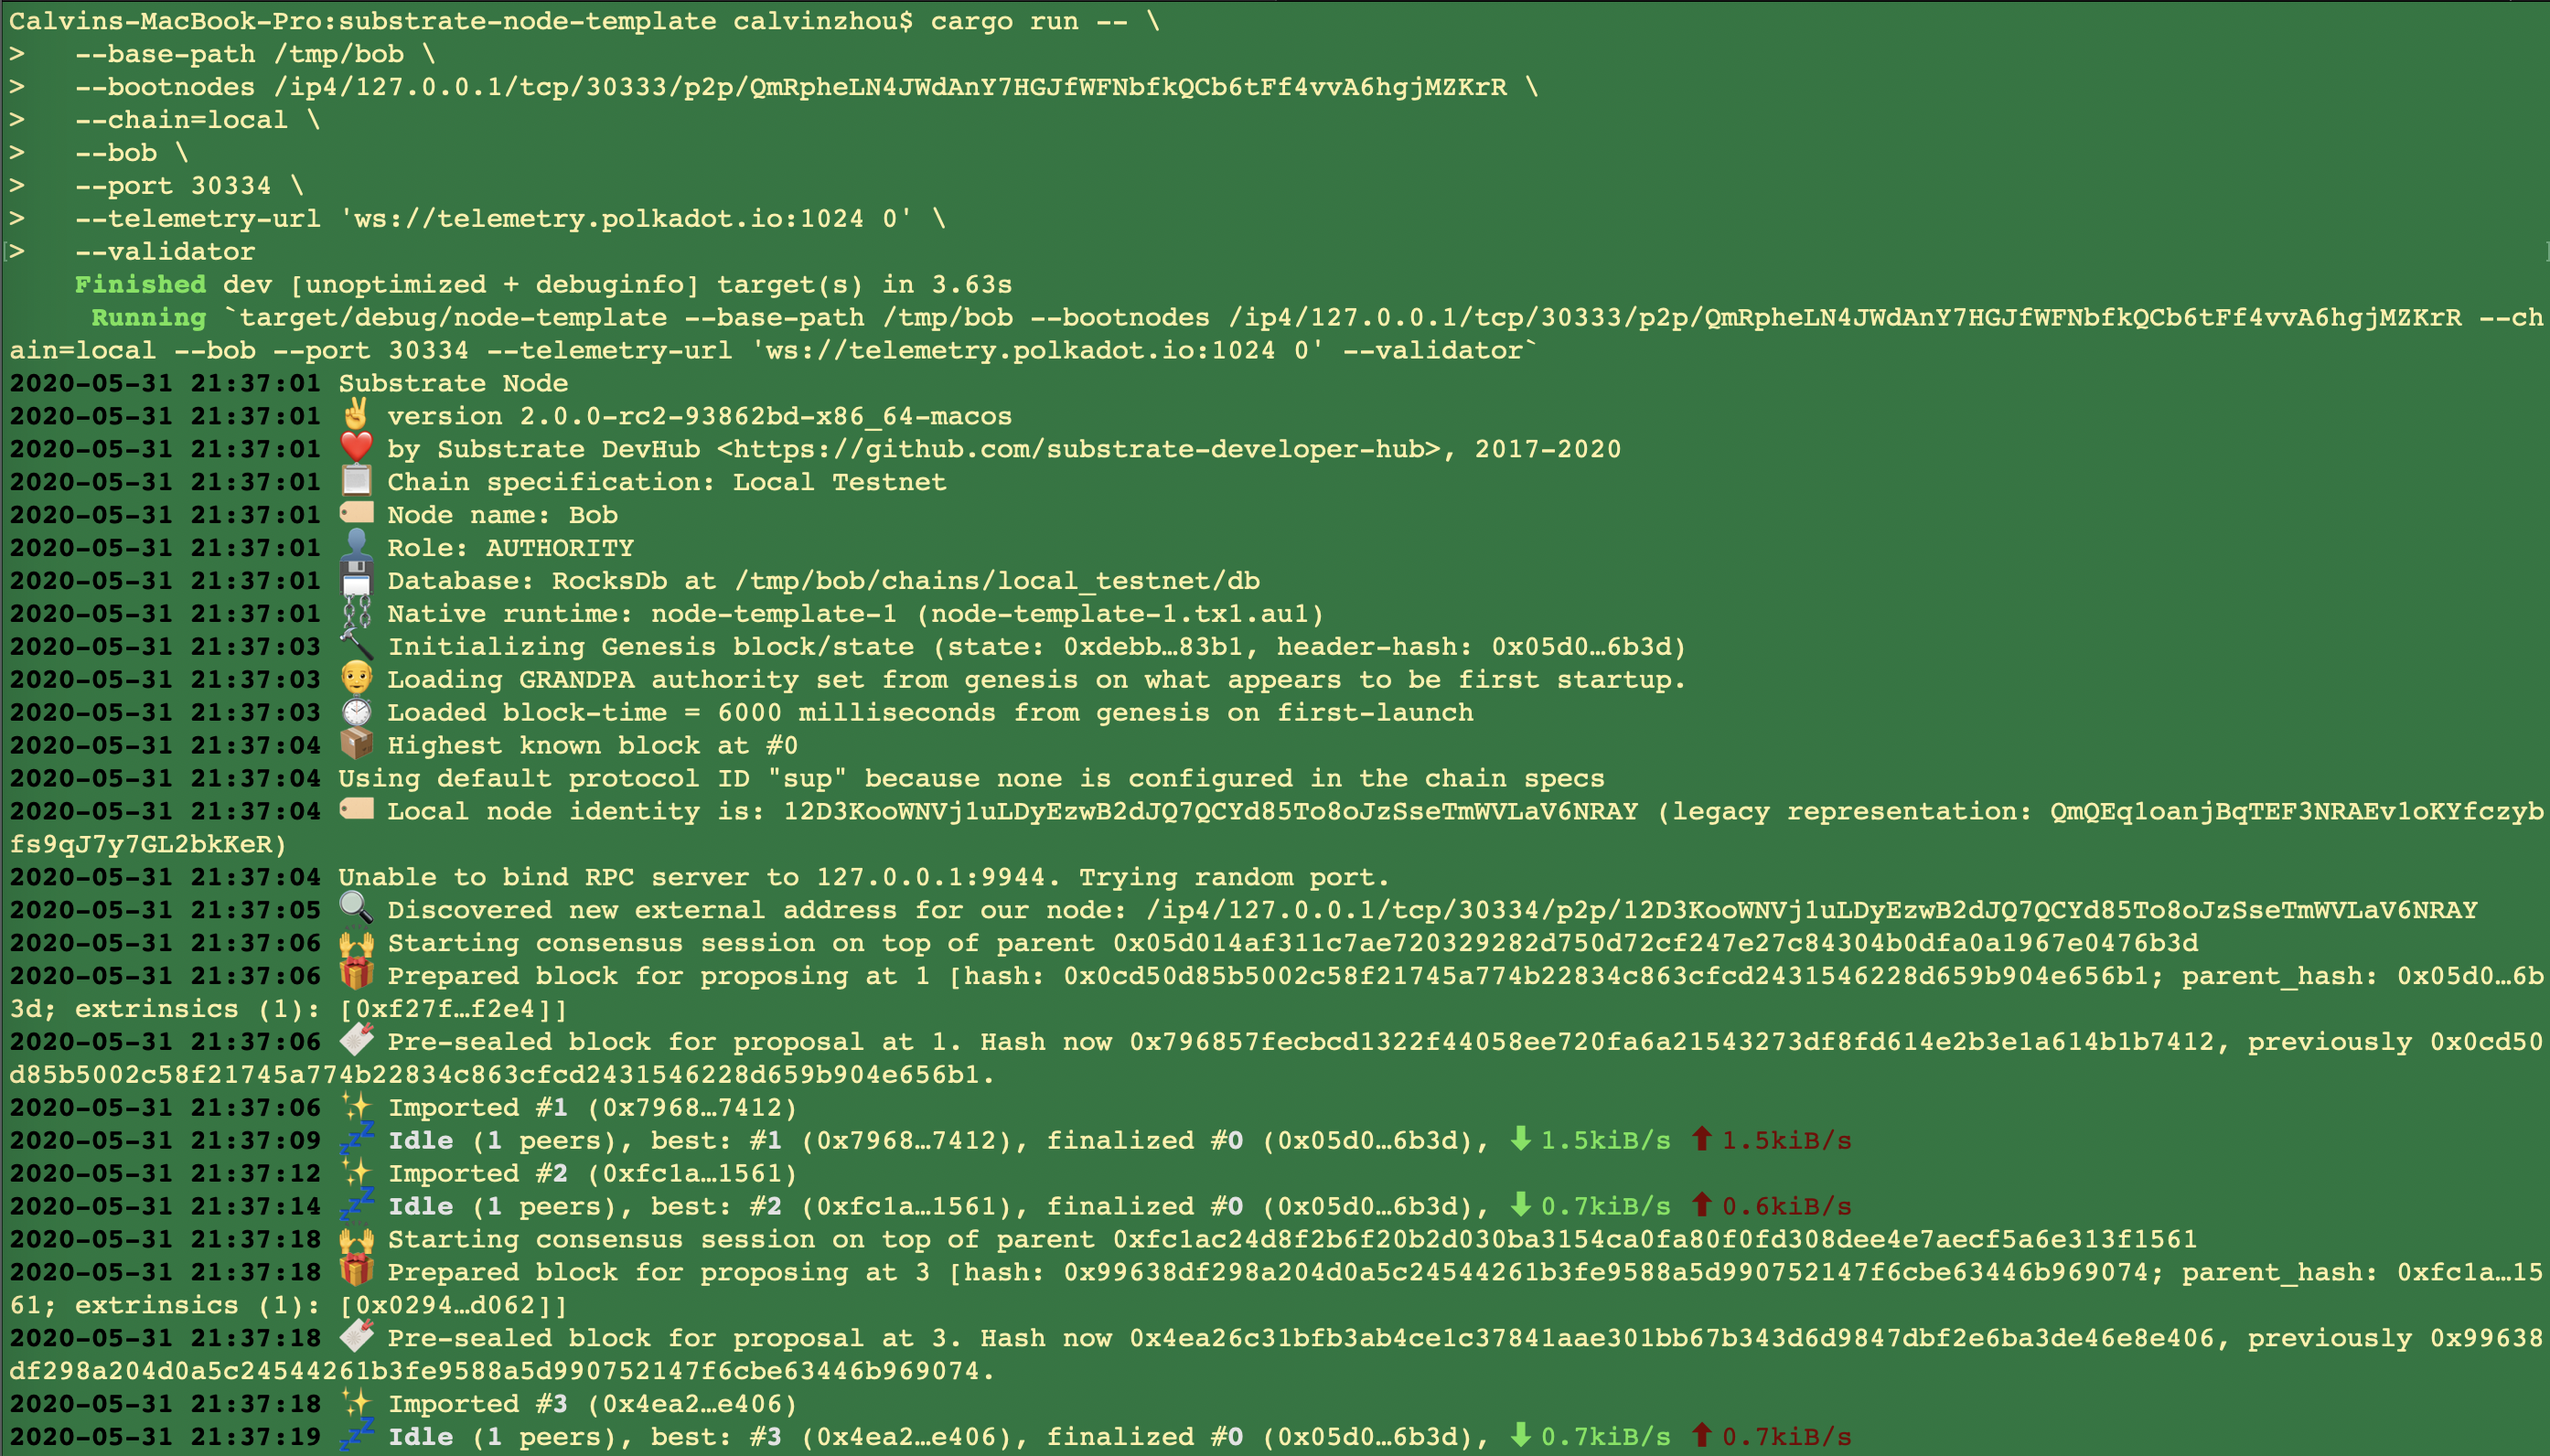 Calvins-MacBook-Pro:substrate-node-template calvinzhou$ cargo run -- \
>   --base-path /tmp/bob \
>   --bootnodes /ip4/127.0.0.1/tcp/30333/p2p/QmRpheLN4JWdAnY7HGJfWFNbfkQCb6tFf4vvA6hgjMZKrR \
>   --chain=local \
>   --bob \
>   --port 30334 \
>   --telemetry-url 'ws://telemetry.polkadot.io:1024 0' \
>   --validator
    Finished dev [unoptimized + debuginfo] target(s) in 3.63s
     Running `target/debug/node-template --base-path /tmp/bob --bootnodes /ip4/127.0.0.1/tcp/30333/p2p/QmRpheLN4JWdAnY7HGJfWFNbfkQCb6tFf4vvA6hgjMZKrR --ch
ain=local --bob --port 30334 --telemetry-url 'ws://telemetry.polkadot.io:1024 0' --validator`
2020-05-31 21:37:01 Substrate Node
2020-05-31 21:37:01 ✌️ version 2.0.0-rc2-93862bd-x86_64-macos
2020-05-31 21:37:01 ❤️ by Substrate DevHub <https://github.com/substrate-developer-hub>, 2017-2020
2020-05-31 21:37:01 📋 Chain specification: Local Testnet
2020-05-31 21:37:01 🏷 Node name: Bob
2020-05-31 21:37:01 👤 Role: AUTHORITY
2020-05-31 21:37:01 💾 Database: RocksDb at /tmp/bob/chains/local_testnet/db
2020-05-31 21:37:01 ⛓ Native runtime: node-template-1 (node-template-1.tx1.au1)
2020-05-31 21:37:03 🔨 Initializing Genesis block/state (state: 0xdebb…83b1, header-hash: 0x05d0…6b3d)
2020-05-31 21:37:03 👴 Loading GRANDPA authority set from genesis on what appears to be first startup.
2020-05-31 21:37:03 ⏱ Loaded block-time = 6000 milliseconds from genesis on first-launch
2020-05-31 21:37:04 📦 Highest known block at #0
2020-05-31 21:37:04 Using default protocol ID "sup" because none is configured in the chain specs
2020-05-31 21:37:04 🏷 Local node identity is: 12D3KooWNVj1uLDyEzwB2dJQ7QCYd85To8oJzSseTmWVLaV6NRAY (legacy representation: QmQEq1oanjBqTEF3NRAEv1oKYfczyb
fs9qJ7y7GL2bkKeR)
2020-05-31 21:37:04 Unable to bind RPC server to 127.0.0.1:9944. Trying random port.
2020-05-31 21:37:05 🔍 Discovered new external address for our node: /ip4/127.0.0.1/tcp/30334/p2p/12D3KooWNVj1uLDyEzwB2dJQ7QCYd85To8oJzSseTmWVLaV6NRAY
2020-05-31 21:37:06 🙌 Starting consensus session on top of parent 0x05d014af311c7ae720329282d750d72cf247e27c84304b0dfa0a1967e0476b3d
2020-05-31 21:37:06 🎁 Prepared block for proposing at 1 [hash: 0x0cd50d85b5002c58f21745a774b22834c863cfcd2431546228d659b904e656b1; parent_hash: 0x05d0…6b
3d; extrinsics (1): [0xf27f…f2e4]]
2020-05-31 21:37:06 🔖 Pre-sealed block for proposal at 1. Hash now 0x796857fecbcd1322f44058ee720fa6a21543273df8fd614e2b3e1a614b1b7412, previously 0x0cd50
d85b5002c58f21745a774b22834c863cfcd2431546228d659b904e656b1.
2020-05-31 21:37:06 ✨ Imported #1 (0x7968…7412)
2020-05-31 21:37:09 💤 Idle (1 peers), best: #1 (0x7968…7412), finalized #0 (0x05d0…6b3d), ⬇ 1.5kiB/s ⬆ 1.5kiB/s
2020-05-31 21:37:12 ✨ Imported #2 (0xfc1a…1561)
2020-05-31 21:37:14 💤 Idle (1 peers), best: #2 (0xfc1a…1561), finalized #0 (0x05d0…6b3d), ⬇ 0.7kiB/s ⬆ 0.6kiB/s
2020-05-31 21:37:18 🙌 Starting consensus session on top of parent 0xfc1ac24d8f2b6f20b2d030ba3154ca0fa80f0fd308dee4e7aecf5a6e313f1561
2020-05-31 21:37:18 🎁 Prepared block for proposing at 3 [hash: 0x99638df298a204d0a5c24544261b3fe9588a5d990752147f6cbe63446b969074; parent_hash: 0xfc1a…15
61; extrinsics (1): [0x0294…d062]]
2020-05-31 21:37:18 🔖 Pre-sealed block for proposal at 3. Hash now 0x4ea26c31bfb3ab4ce1c37841aae301bb67b343d6d9847dbf2e6ba3de46e8e406, previously 0x99638
df298a204d0a5c24544261b3fe9588a5d990752147f6cbe63446b969074.
2020-05-31 21:37:18 ✨ Imported #3 (0x4ea2…e406)
2020-05-31 21:37:19 💤 Idle (1 peers), best: #3 (0x4ea2…e406), finalized #0 (0x05d0…6b3d), ⬇ 0.7kiB/s ⬆ 0.7kiB/s